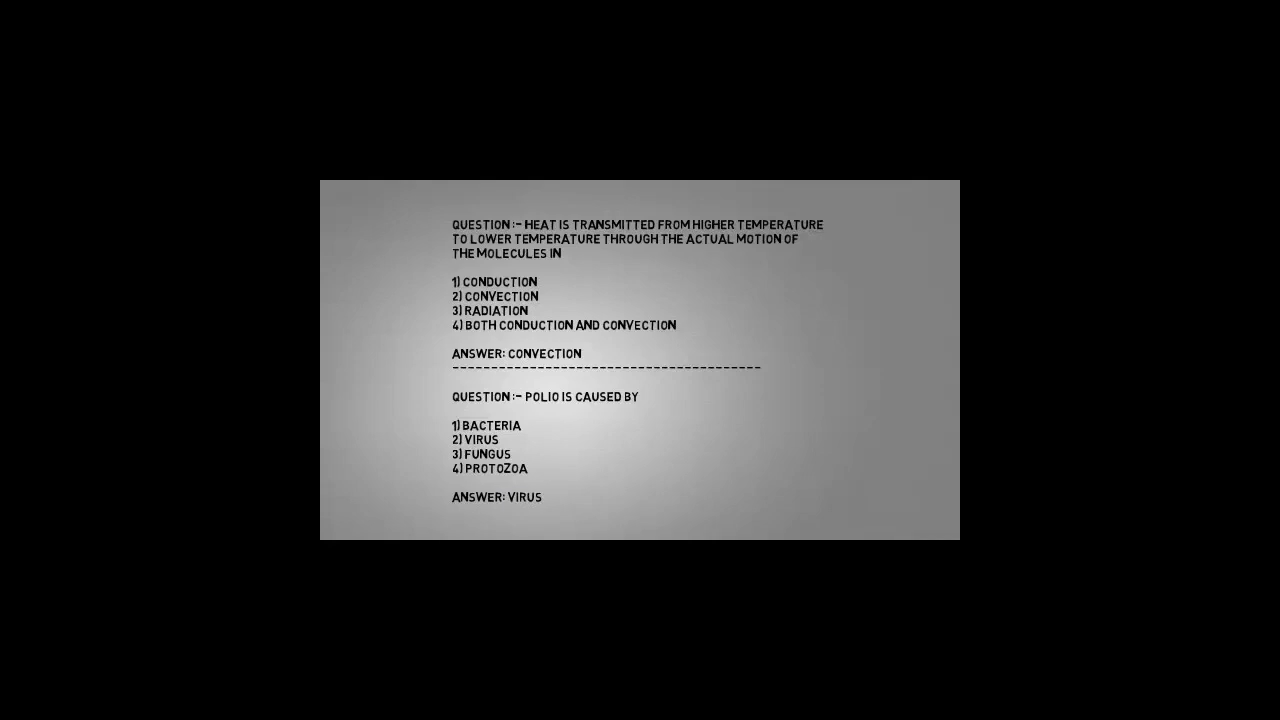 QUESTION :- HEAT IS TRANSMITTED FROM HIGHER TEMPERATURE
TO LOWER TEMPERATURE THROUGH THE ACTUAL MOTION OF
THE MOLECULES IN
1) CONDUCTION
2) CONVECTION
3) RADIATION
4) BOTH CONDUCTION AND CONVECTION
ANSWER: CONVECTION
----------------------------------------
QUESTION :- POLIO IS CAUSED BY
1) BACTERIA
2) VIRUS
3) FUNGUS
4) PROTOZOA
ANSWER: VIRUS